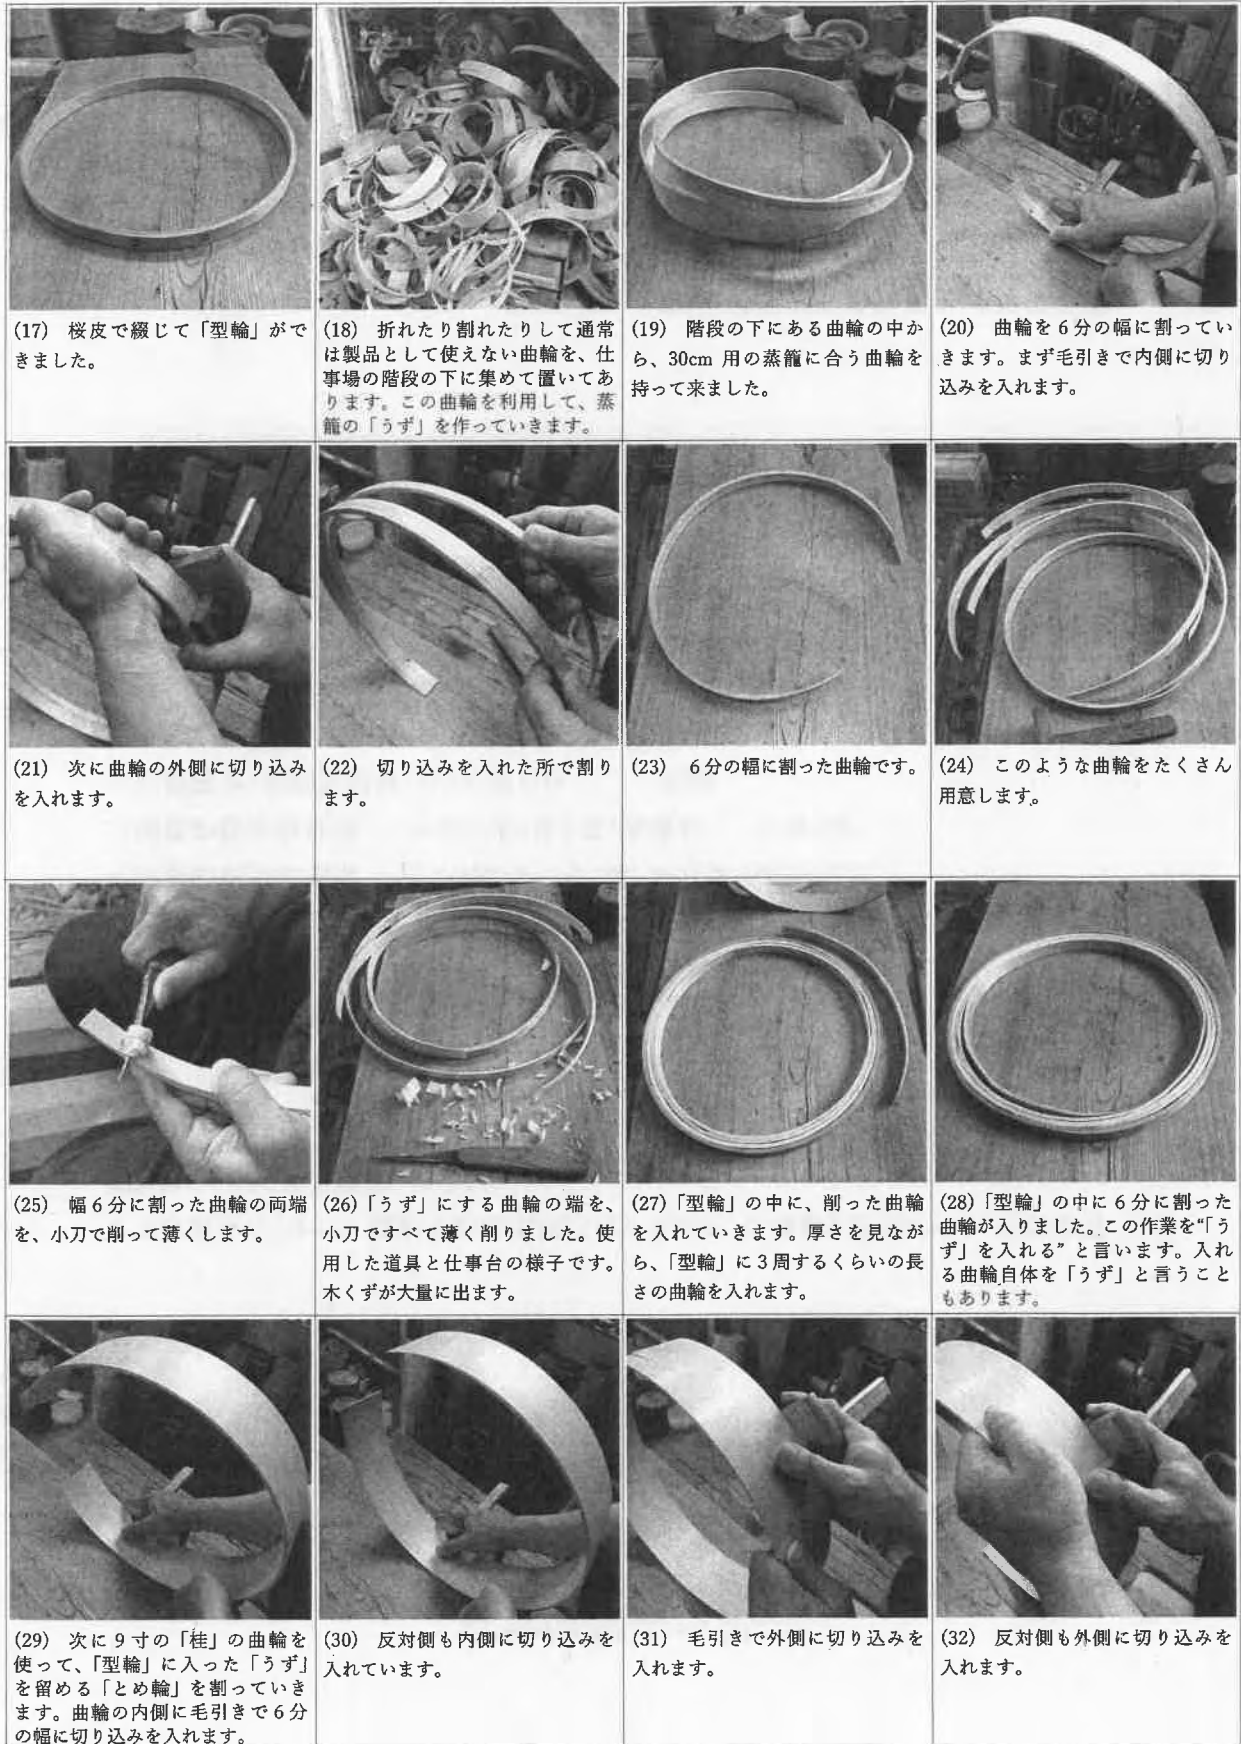 (17) 桜皮で綴じて「型輪」がで
きました。
(18) 折れたり割れたりして通常
は製品として使えない曲輪を、仕
事場の階段の下に集めて置いてあ
ります。この曲輪を利用して、蒸
籠の「うず」を作っていきます。
(19) 階段の下にある曲輪の中か
ら、30cm 用の蒸籠に合う曲輪を
持って来ました。
(20) 曲輪を6分の幅に割ってい
きます。まず毛引きで内側に切り
込みを入れます。
(21) 次に曲輪の外側に切り込み
を入れます。
(22) 切り込みを入れた所で割り
ます。
(23) 6分の幅に割った曲輪です。
(24) このような曲輪をたくさん
用意します。
(25) 幅6分に割った曲輪の両端
を、小刀で削って薄くします。
(26)「うず」にする曲輪の端を、
小刀ですべて薄く削りました。使
用した道具と仕事台の様子です。
木くずが大量に出ます。
(27)「型輪」の中に、削った曲輪
を入れていきます。厚さを見なが
ら、「型輪」に3周するくらいの長
さの曲輪を入れます。
(28)「型輪」の中に6分に割った
曲輪が入りました。この作業を“「う
ず」を入れる”と言います。入れ
る曲輪自体を「うず」と言うこと
もあります。
(29) 次に9寸の「桂」の曲輪を
使って、「型輪」に入った「うず」
を留める「とめ輪」を割っていき
ます。曲輪の内側に毛引きで6分
の幅に切り込みを入れます。
(30) 反対側も内側に切り込みを
入れています。
(31) 毛引きで外側に切り込みを
入れます。
(32) 反対側も外側に切り込みを
入れます。